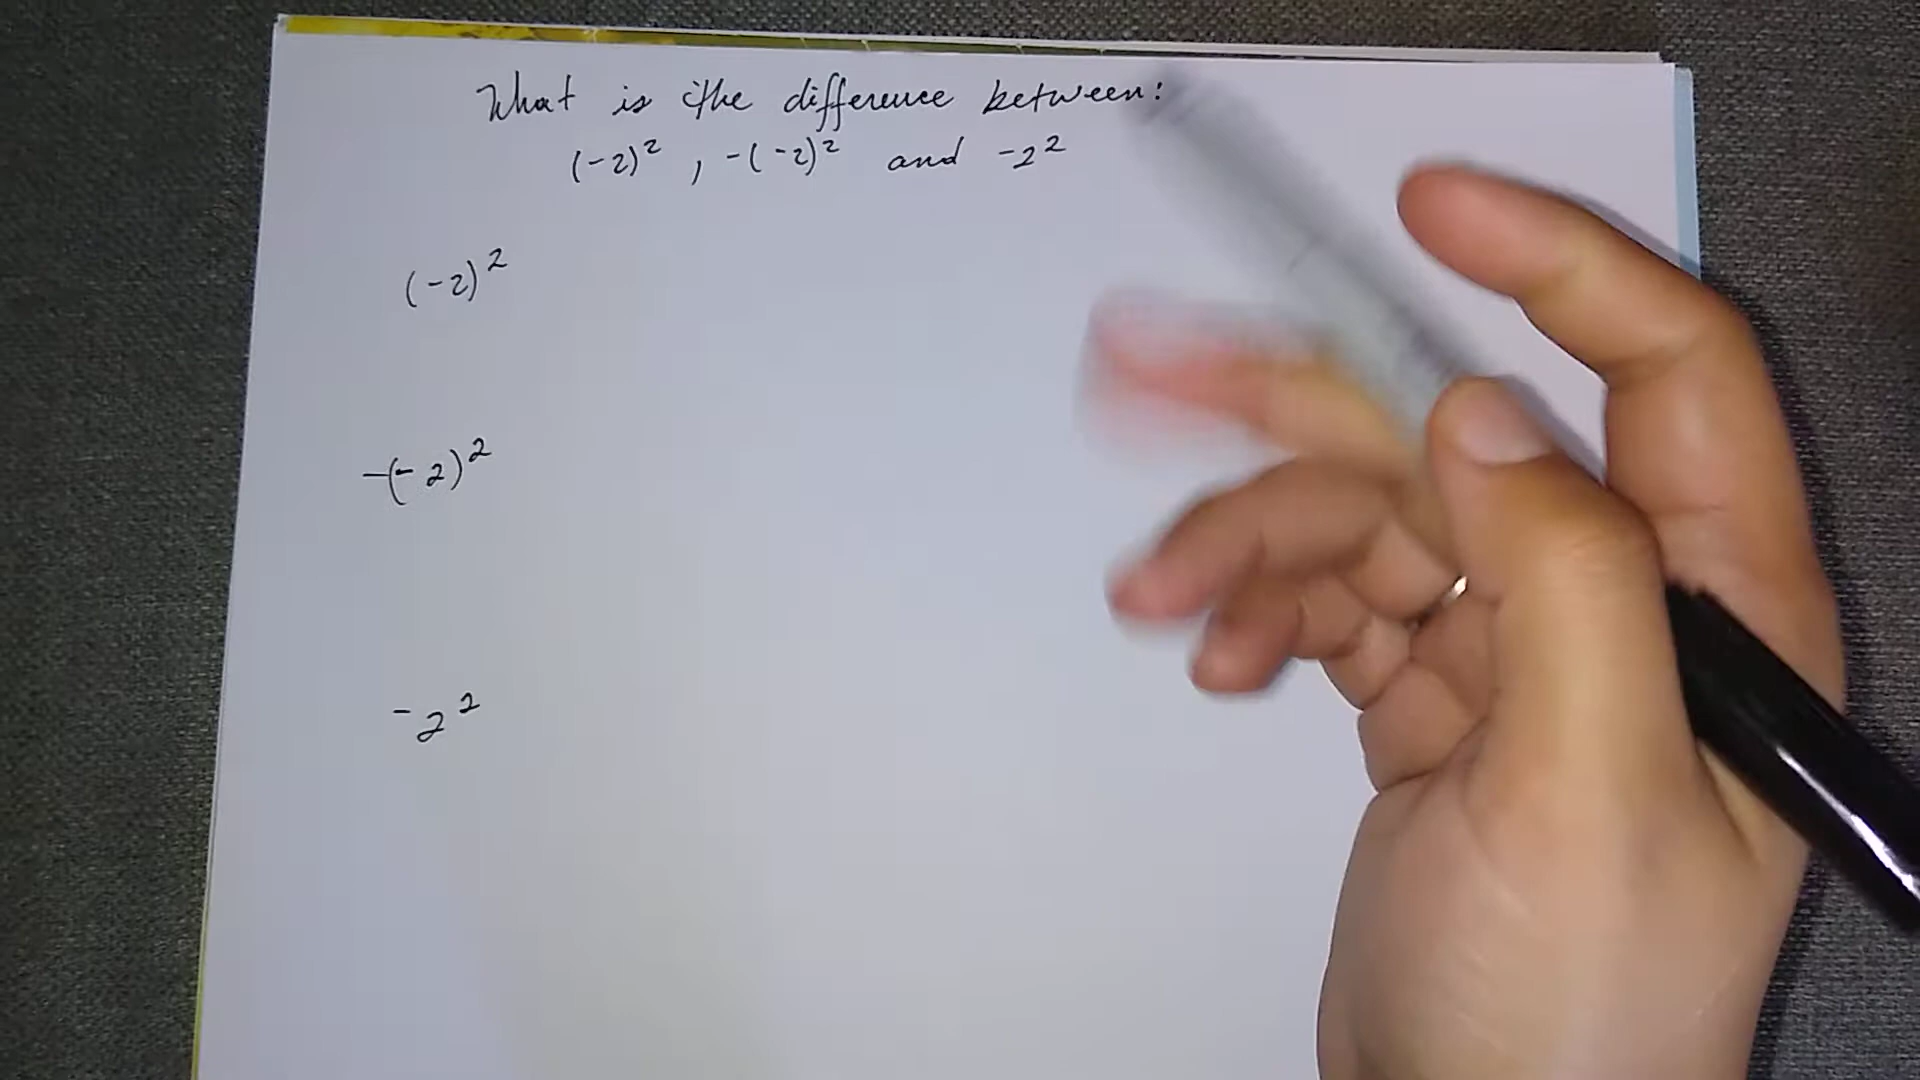 What is the difference between:
(-2)², -(-2)² and -2²
(-2)²
-(-2)²
-2²